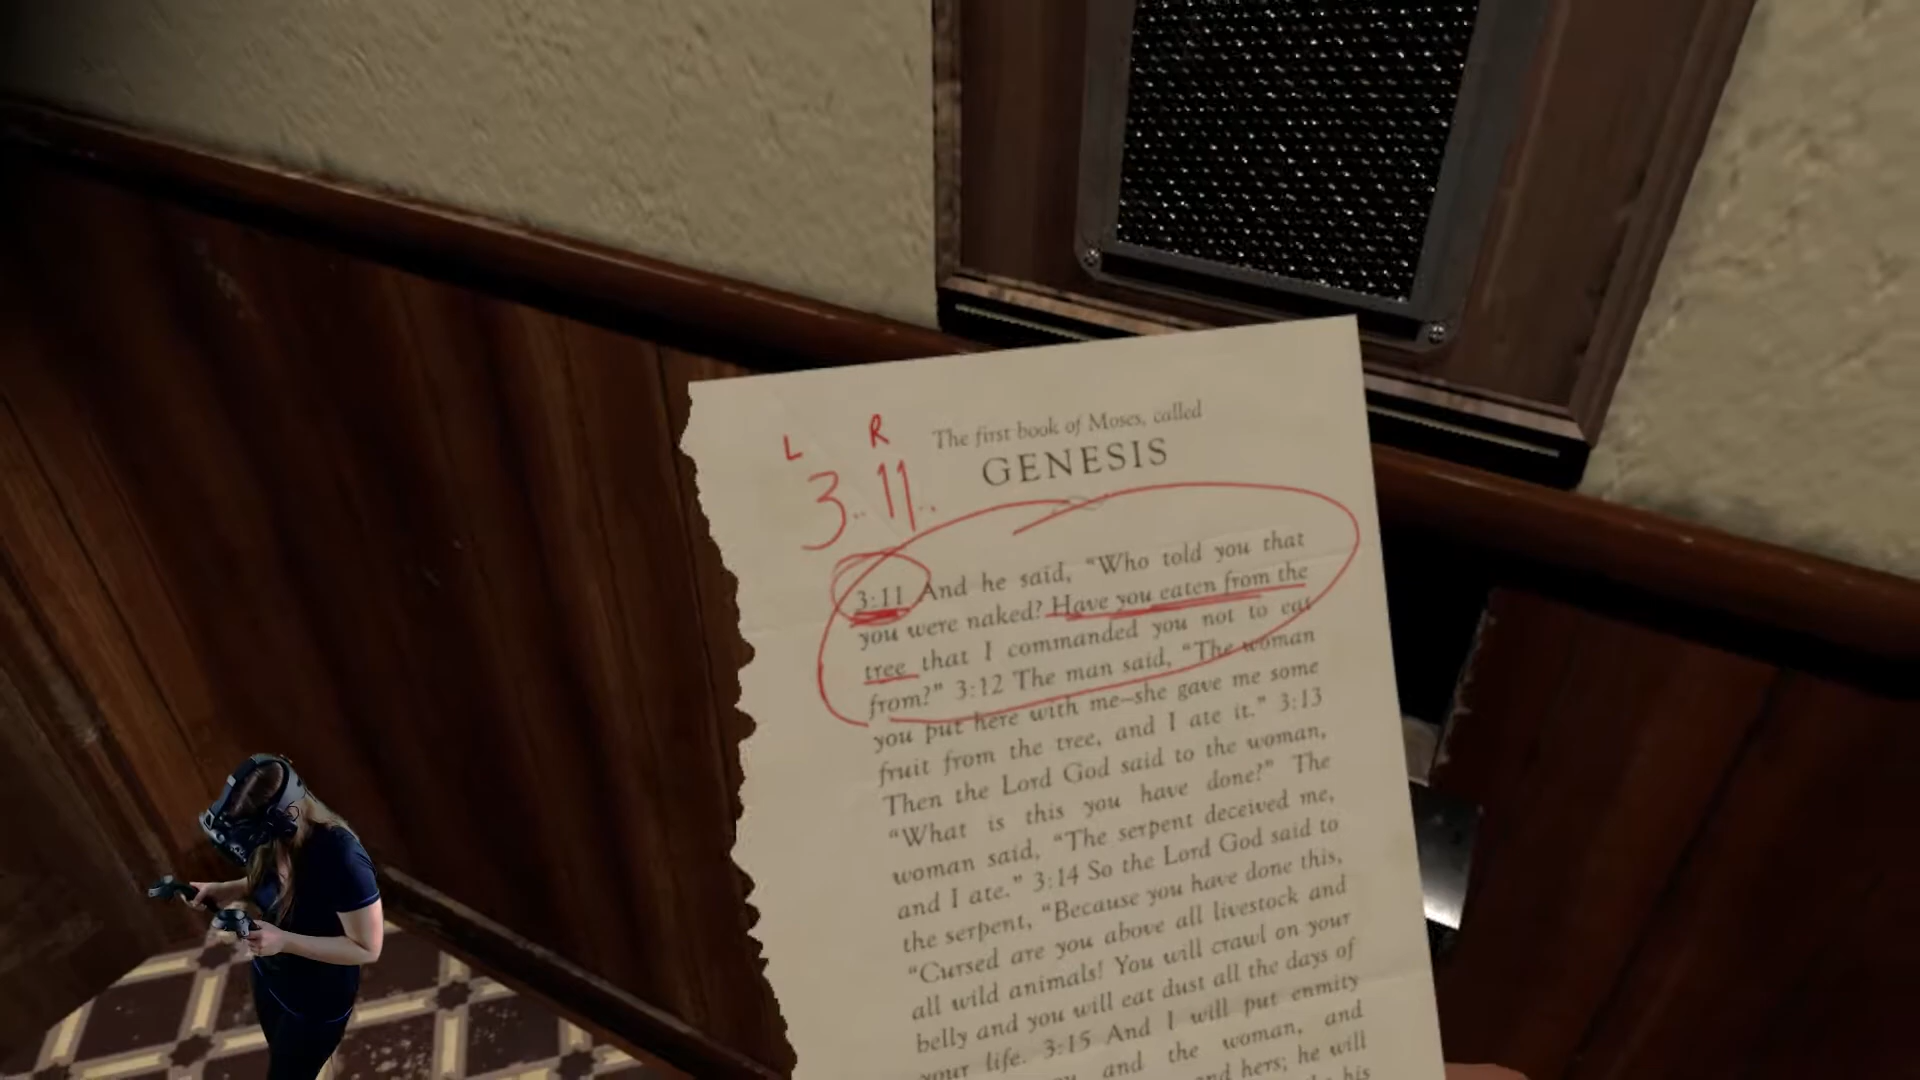 L R
3 11
The first book of Moses, called
GENESIS
3:11 And he said, “Who told you that
you were naked? Have you eaten from the
tree that I commanded you not to eat
from?” 3:12 The man said, “The woman
you put here with me—she gave me some
fruit from the tree, and I ate it.” 3:13
Then the Lord God said to the woman,
“What is this you have done?” The
woman said, “The serpent deceived me,
and I ate.” 3:14 So the Lord God said to
the serpent, “Because you have done this,
“Cursed are you above all livestock and
all wild animals! You will crawl on your
belly and you will eat dust all the days of
your life. 3:15 And I will put enmity
and the woman, and
and hers; he will
his